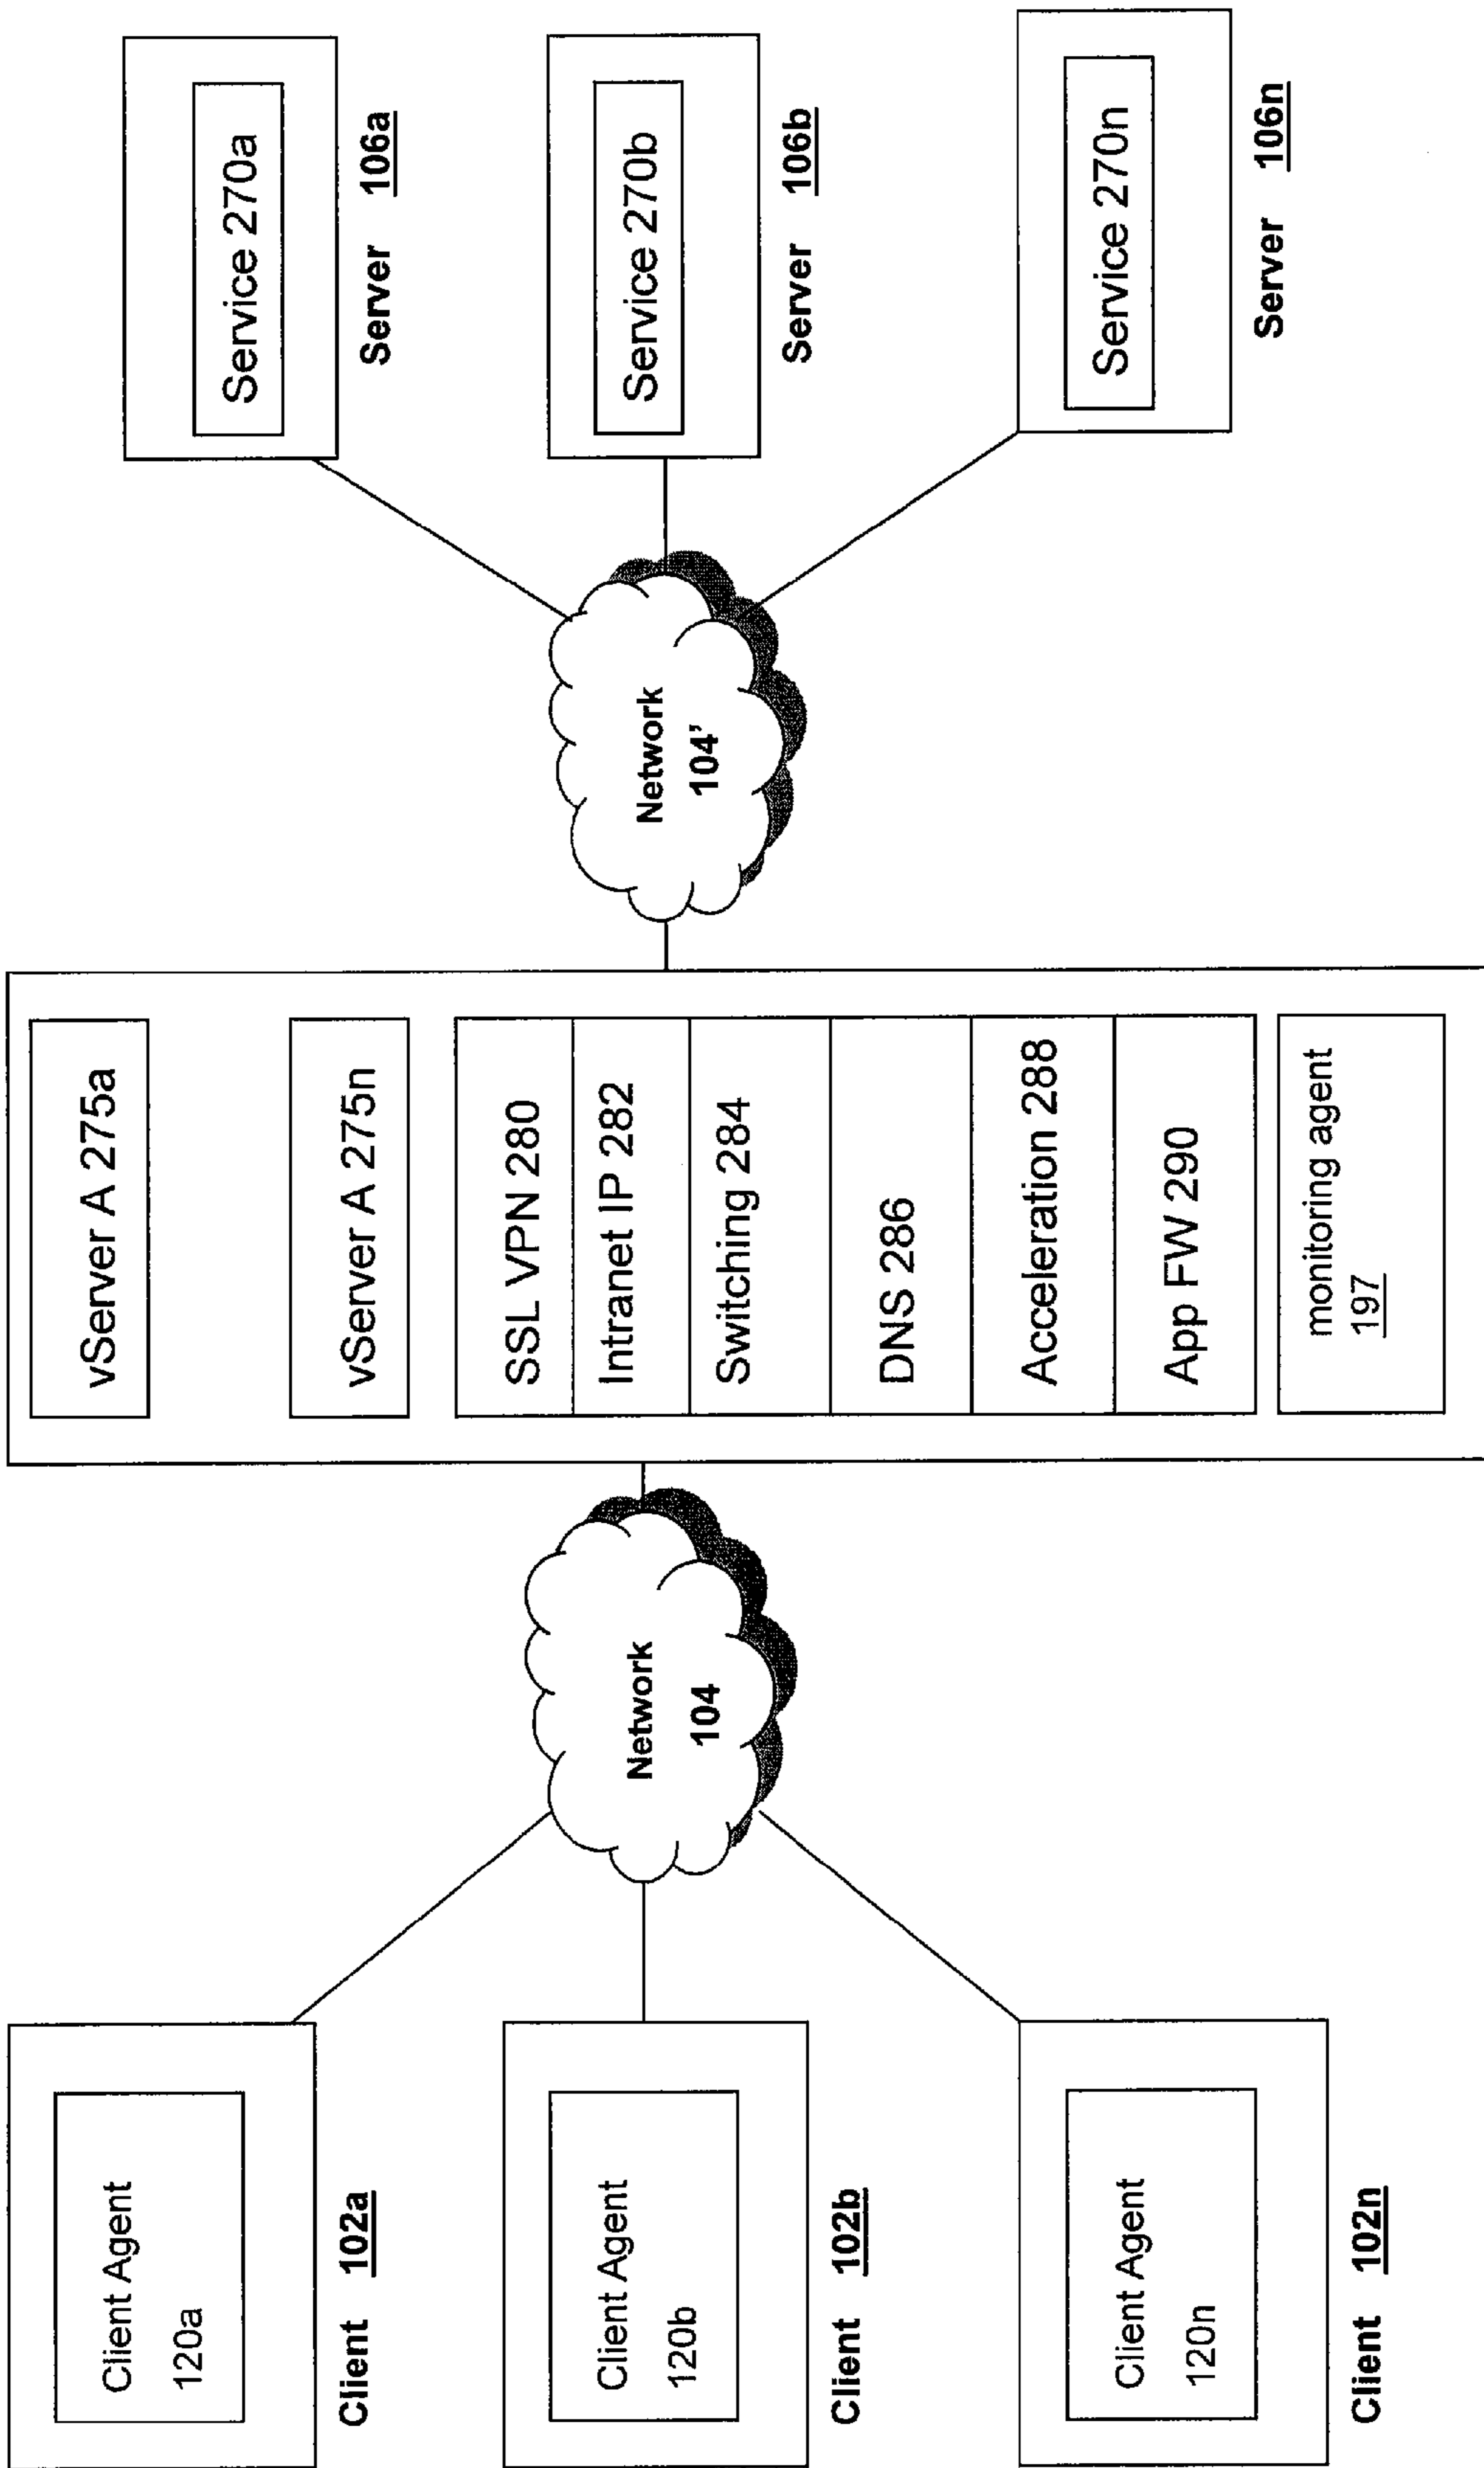 Client Agent
120a
Client 102a
Client Agent
120b
Client 102b
Client Agent
120n
Client 102n
Network
104
vServer A 275a
vServer A 275n
SSL VPN 280
Intranet IP 282
Switching 284
DNS 286
Acceleration 288
App FW 290
monitoring agent
197
Network
104'
Service 270a
Server 106a
Service 270b
Server 106b
Service 270n
Server 106n